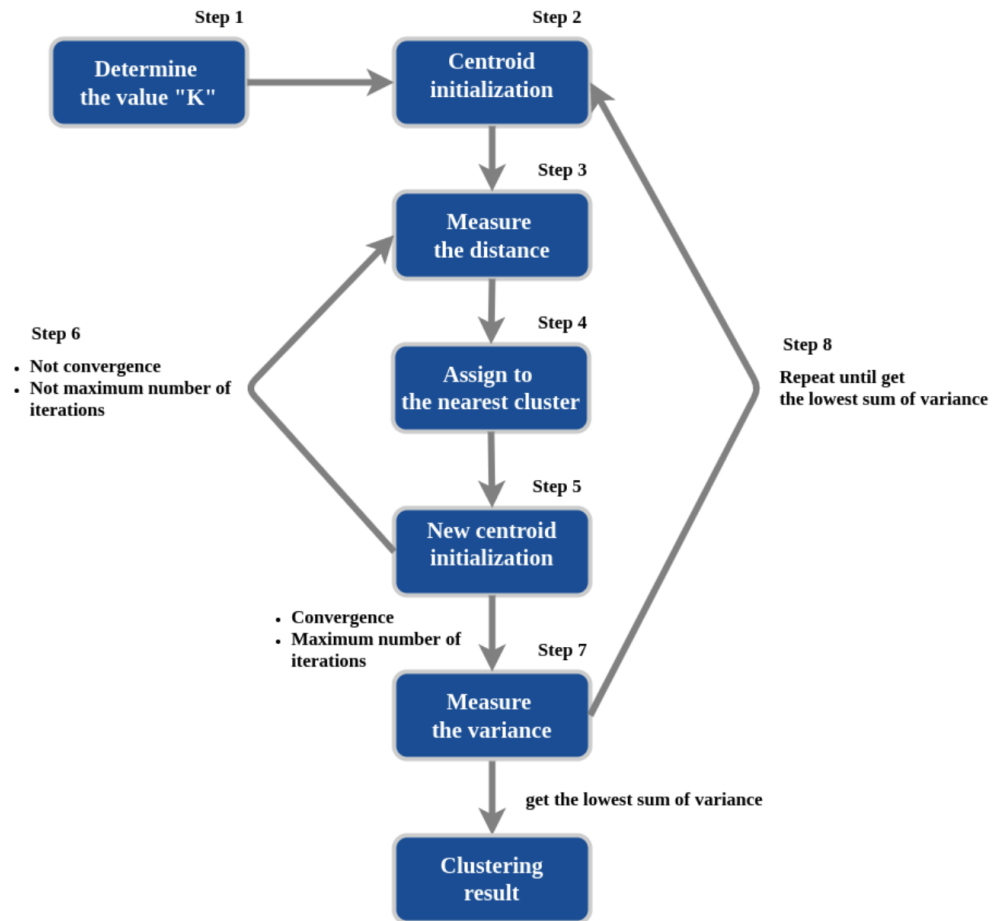 Step 1
Determine
the value "K"
Step 2
Centroid
initialization
Step 3
Measure
the distance
Step 4
Assign to
the nearest cluster
Step 5
New centroid
initialization
Step 6
• Not convergence
• Not maximum number of
iterations
• Convergence
• Maximum number of
iterations
Step 7
Measure
the variance
Step 8
Repeat until get
the lowest sum of variance
get the lowest sum of variance
Clustering
result